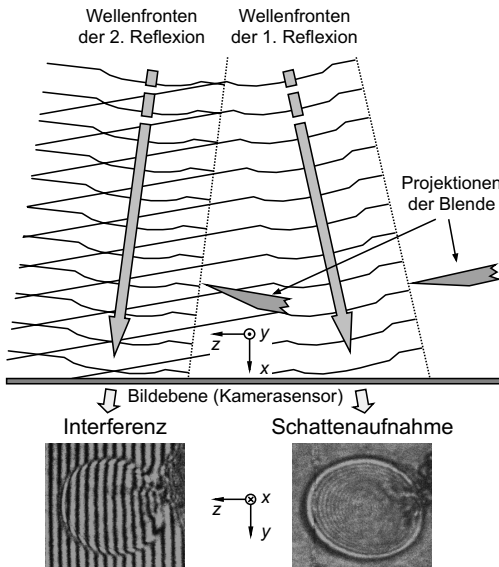 Wellenfronten
der 2. Reflexion
Wellenfronten
der 1. Reflexion
Projektionen
der Blende
y
z
x
Bildebene (Kamerasensor)
Interferenz
Schattenaufnahme
x
z
y